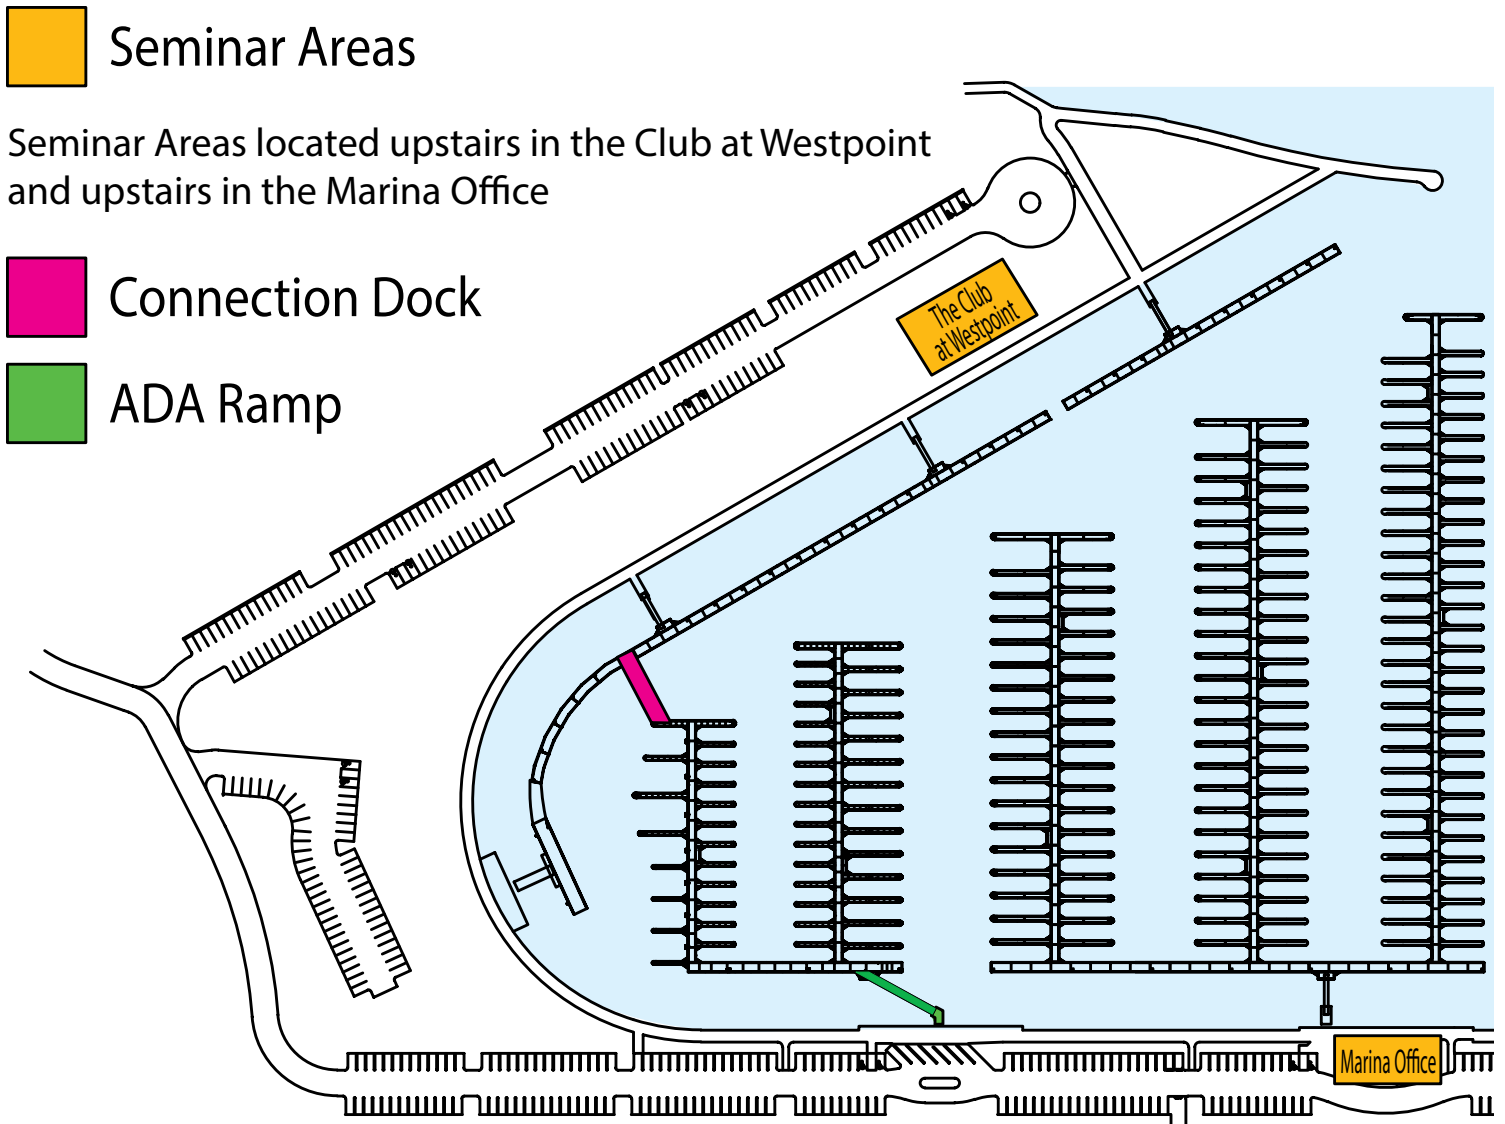 Seminar Areas
Seminar Areas located upstairs in the Club at Westpoint
and upstairs in the Marina Office
Connection Dock
ADA Ramp
The Club
at Westpoint
Marina Office